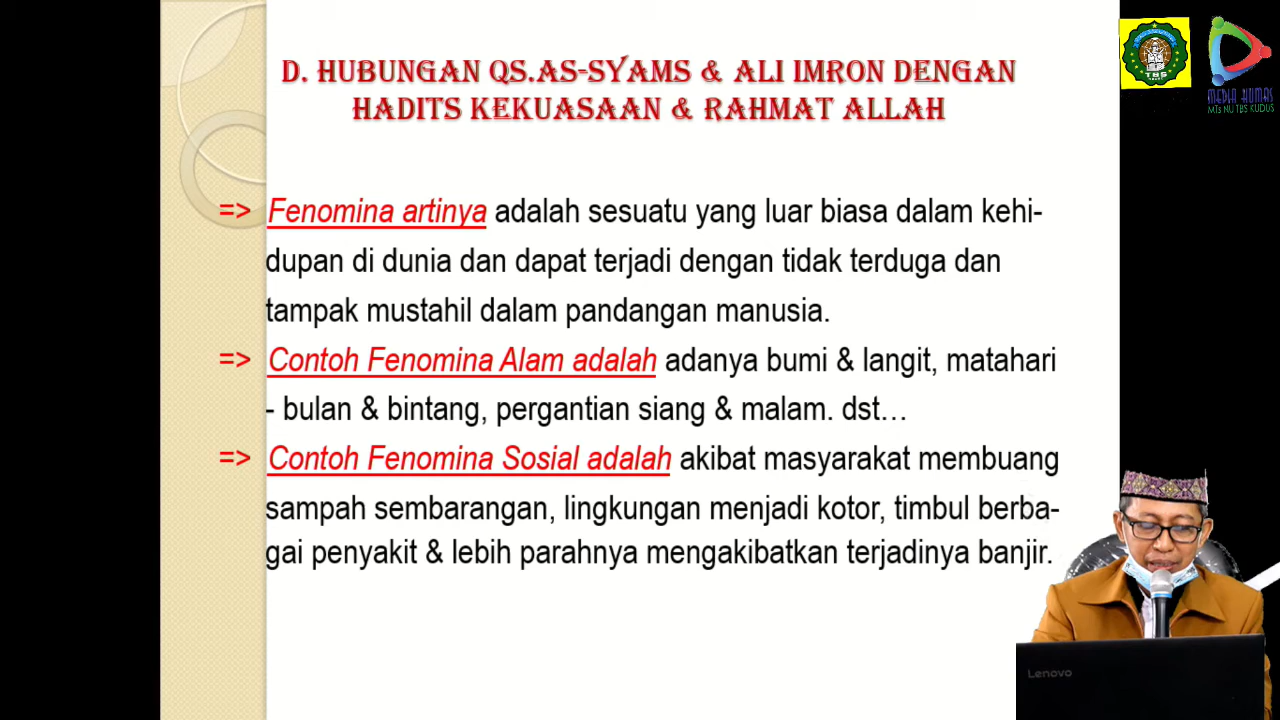 D. HUBUNGAN QS.AS-SYAMS & ALI IMRON DENGAN
HADITS KEKUASAAN & RAHMAT ALLAH
TBS
MEDIA HUMAS
MTs NU TBS KUDUS
=> Fenomina artinya adalah sesuatu yang luar biasa dalam kehi-
dupan di dunia dan dapat terjadi dengan tidak terduga dan
tampak mustahil dalam pandangan manusia.
=> Contoh Fenomina Alam adalah adanya bumi & langit, matahari
- bulan & bintang, pergantian siang & malam. dst...
=> Contoh Fenomina Sosial adalah akibat masyarakat membuang
sampah sembarangan, lingkungan menjadi kotor, timbul berba-
gai penyakit & lebih parahnya mengakibatkan terjadinya banjir.
Lenovo